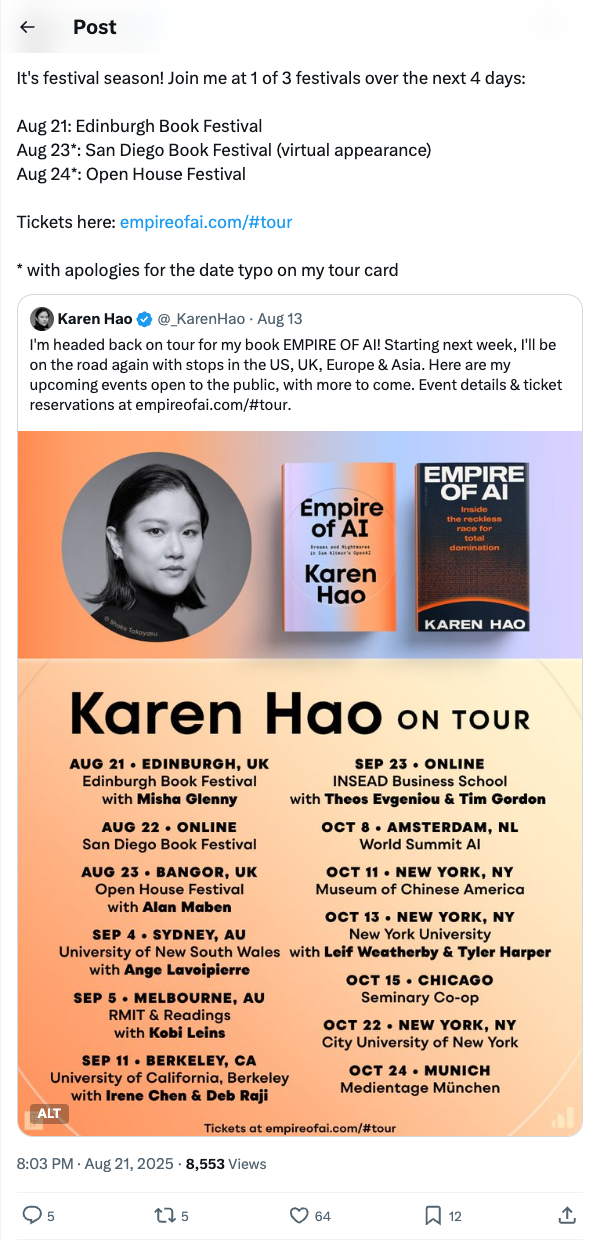 Post
It's festival season! Join me at 1 of 3 festivals over the next 4 days:
Aug 21: Edinburgh Book Festival
Aug 23*: San Diego Book Festival (virtual appearance)
Aug 24*: Open House Festival
Tickets here: empireofai.com/#tour
* with apologies for the date typo on my tour card
Karen Hao @_KarenHao · Aug 13
I'm headed back on tour for my book EMPIRE OF AI! Starting next week, I'll be
on the road again with stops in the US, UK, Europe & Asia. Here are my
upcoming events open to the public, with more to come. Event details & ticket
reservations at empireofai.com/#tour.
© Shoko Takayasu
Empire
of AI
Dreams and Nightmares
in Sam Altman's OpenAI
Karen
Hao
EMPIRE
OF AI
Inside
the reckless
race for
total
domination
KAREN HAO
Karen Hao ON TOUR
AUG 21 • EDINBURGH, UK
Edinburgh Book Festival
with Misha Glenny
AUG 22 • ONLINE
San Diego Book Festival
AUG 23 • BANGOR, UK
Open House Festival
with Alan Maben
SEP 4 • SYDNEY, AU
University of New South Wales
with Ange Lavoipierre
SEP 5 • MELBOURNE, AU
RMIT & Readings
with Kobi Leins
SEP 11 • BERKELEY, CA
University of California, Berkeley
with Irene Chen & Deb Raji
SEP 23 • ONLINE
INSEAD Business School
with Theos Evgeniou & Tim Gordon
OCT 8 • AMSTERDAM, NL
World Summit AI
OCT 11 • NEW YORK, NY
Museum of Chinese America
OCT 13 • NEW YORK, NY
New York University
with Leif Weatherby & Tyler Harper
OCT 15 • CHICAGO
Seminary Co-op
OCT 22 • NEW YORK, NY
City University of New York
OCT 24 • MUNICH
Medientage München
ALT
Tickets at empireofai.com/#tour
8:03 PM · Aug 21, 2025 · 8,553 Views
5 5 64 12